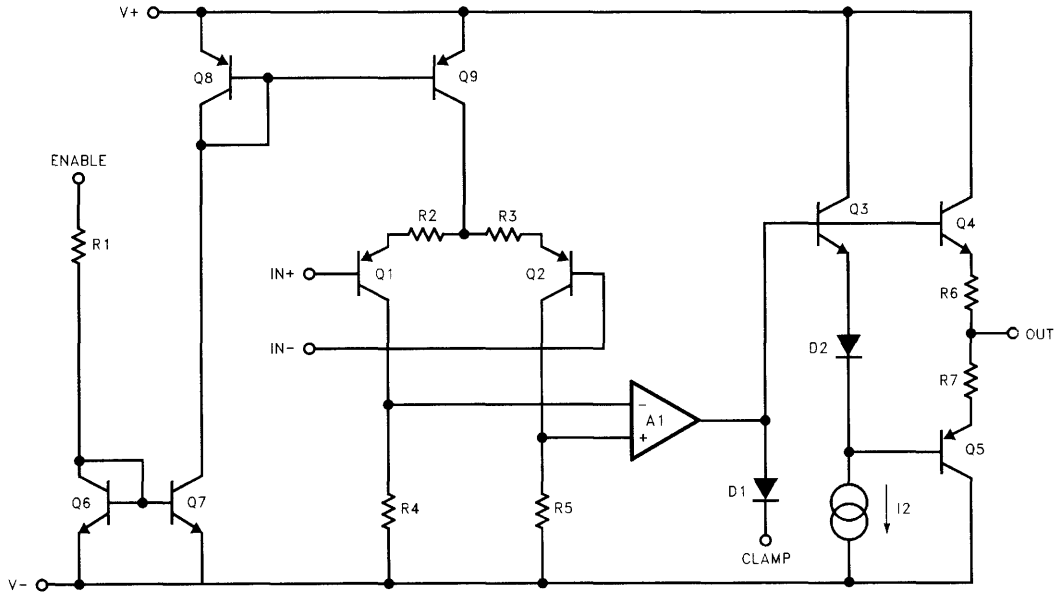 V+
Q8
Q9
ENABLE
R1
R2
R3
Q3
Q4
IN+
Q1
Q2
R6
IN-
OUT
D2
R7
A1
-
+
Q5
Q6
Q7
R4
R5
D1
I2
CLAMP
V-